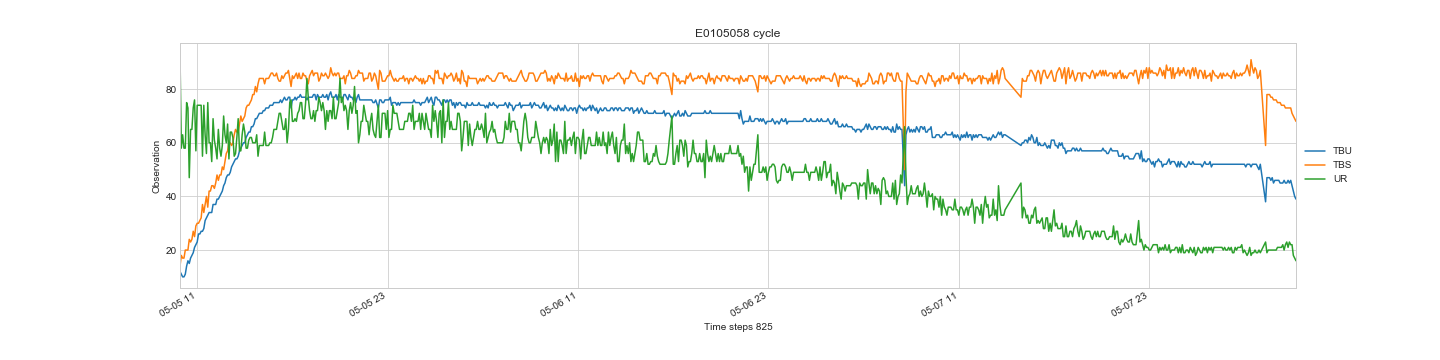 E0105058 cycle
Observation
80
60
40
20
05-05 11
05-05 23
05-06 11
05-06 23
05-07 11
05-07 23
Time steps 825
TBU
TBS
UR